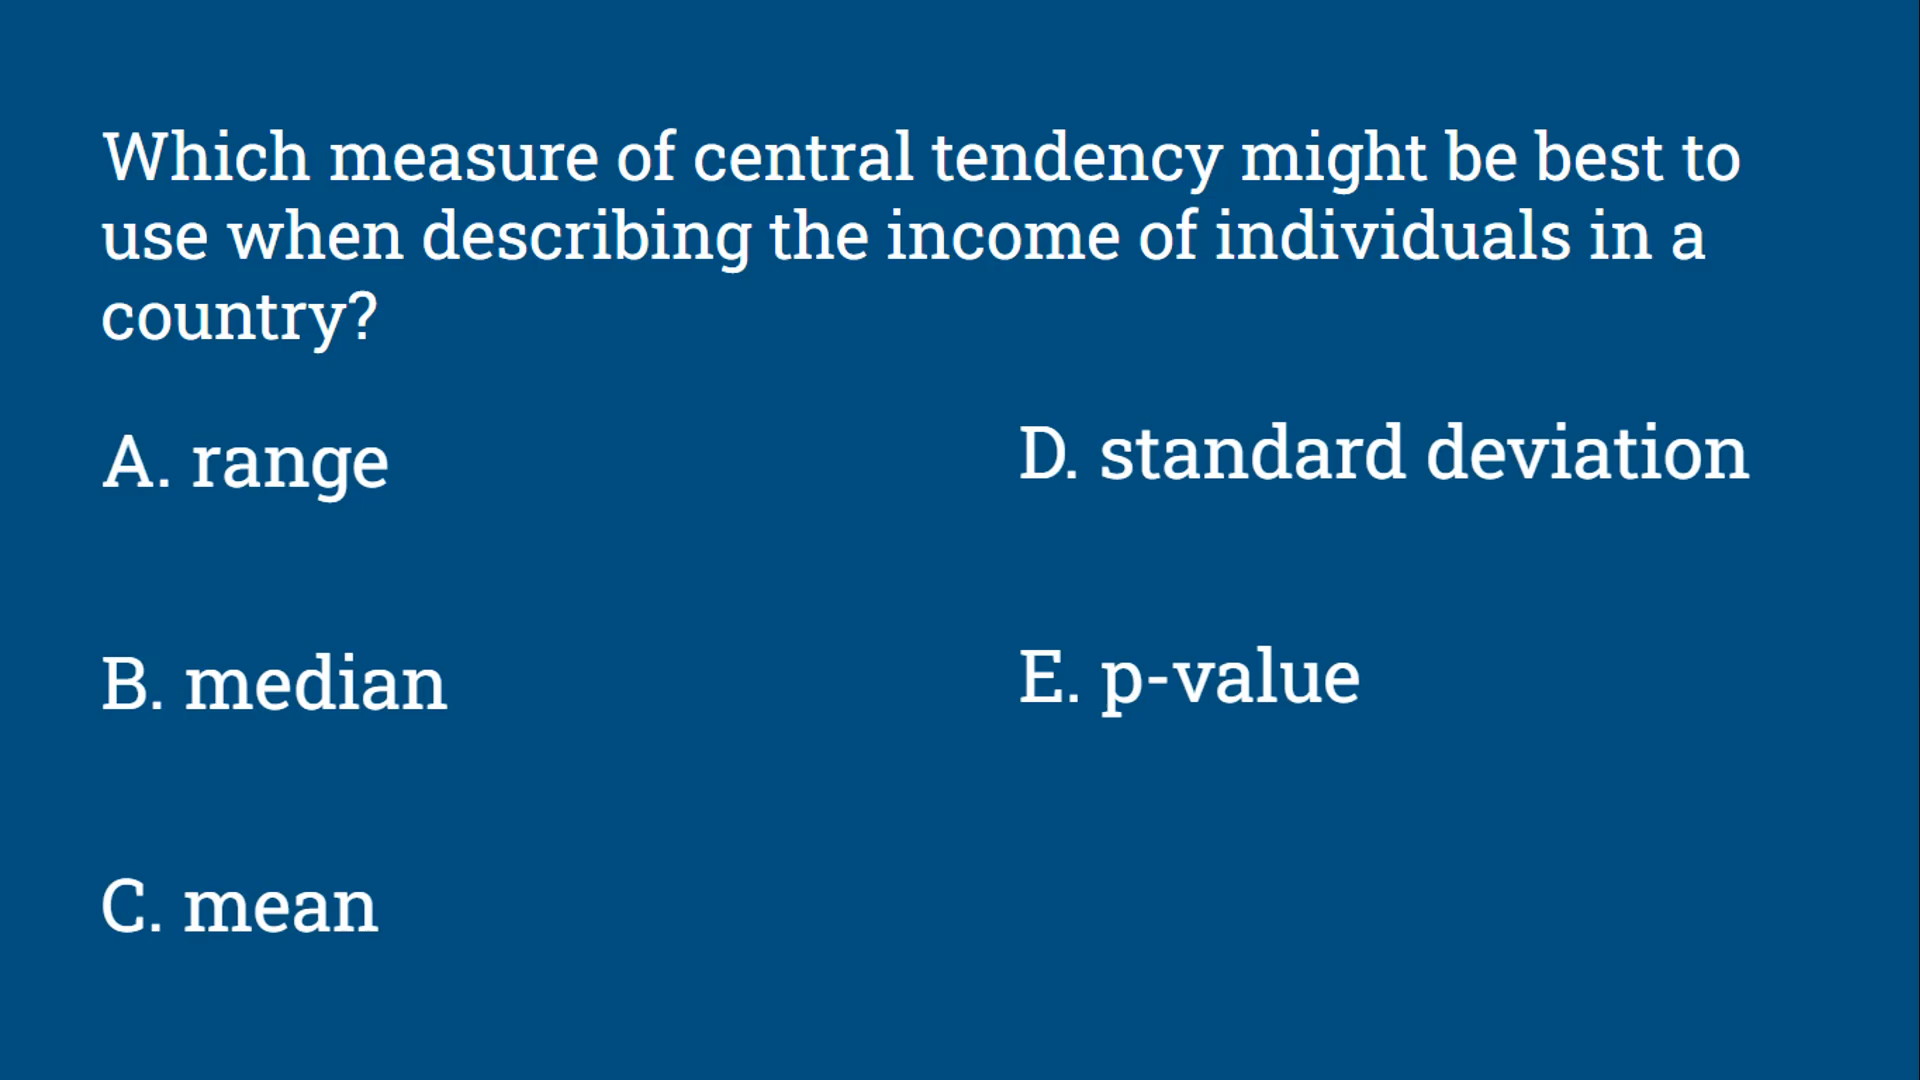 Which measure of central tendency might be best to
use when describing the income of individuals in a
country?
A. range
B. median
C. mean
D. standard deviation
E. p-value